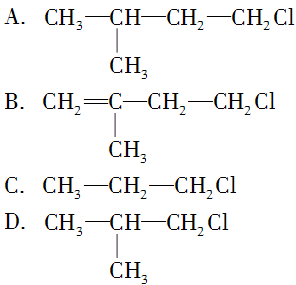 A. CH₃—CH—CH₂—CH₂Cl
CH₃
B. CH₂=C—CH₂—CH₂Cl
CH₃
C. CH₃—CH₂—CH₂Cl
D. CH₃—CH—CH₂Cl
CH₃